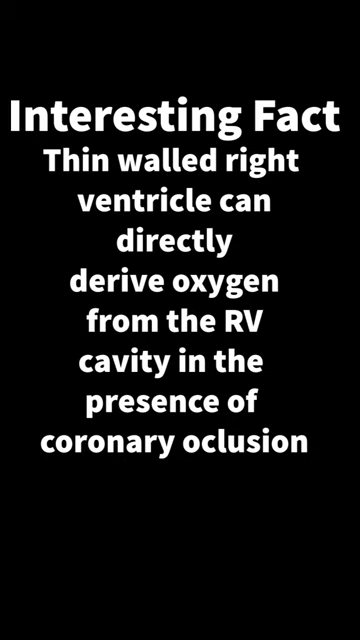 Interesting Fact
Thin walled right
ventricle can
directly
derive oxygen
from the RV
cavity in the
presence of
coronary oclusion